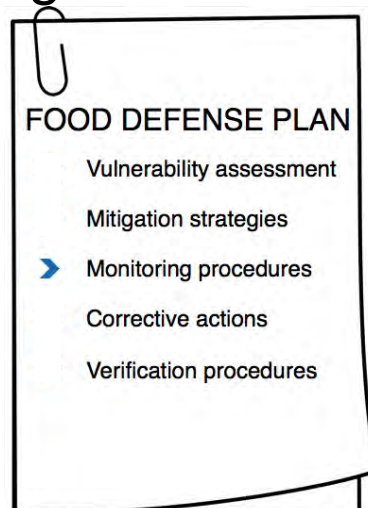 FOOD DEFENSE PLAN
Vulnerability assessment
Mitigation strategies
Monitoring procedures
Corrective actions
Verification procedures